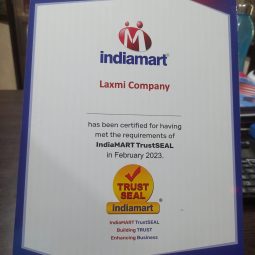 indiamart®
Laxmi Company
has been certified for having
met the requirements of
IndiaMART TrustSEAL
in February 2023.
TRUST
SEAL
indiamart
IndiaMART TrustSEAL
Building TRUST
Enhancing Business